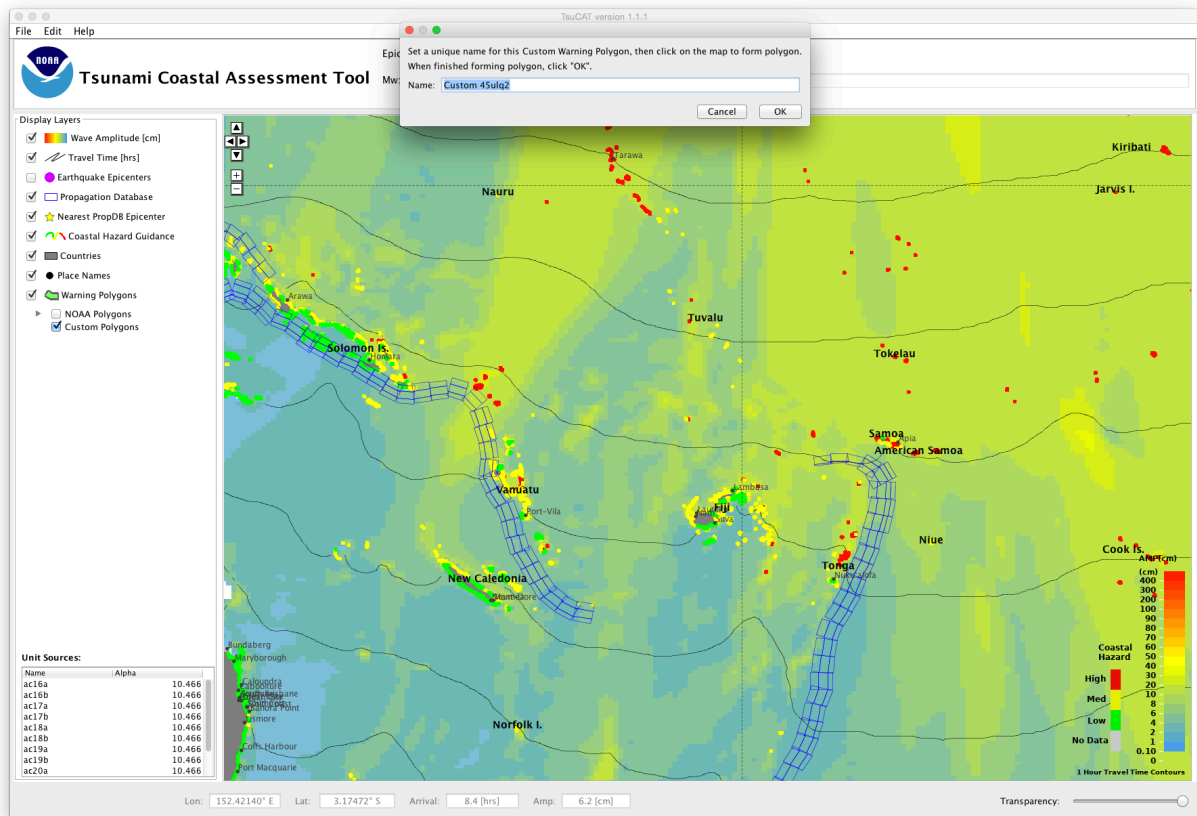 TsuCAT version 1.1.1
File Edit Help
NOAA
Tsunami Coastal Assessment Tool
Mw:
Set a unique name for this Custom Warning Polygon, then click on the map to form polygon.
When finished forming polygon, click "OK".
Name: Custom 45ulq2
Cancel OK
Display Layers
Wave Amplitude [cm]
Travel Time [hrs]
Earthquake Epicenters
Propagation Database
Nearest PropDB Epicenter
Coastal Hazard Guidance
Countries
Place Names
Warning Polygons
NOAA Polygons
Custom Polygons
Unit Sources:
Name Alpha
ac16a 10.466
ac16b 10.466
ac17a 10.466
ac17b 10.466
ac18a 10.466
ac18b 10.466
ac19a 10.466
ac19b 10.466
ac20a 10.466
Tarawa
Kiribati
Nauru
Jarvis I.
Arawa
Tuvalu
Solomon Is.
Honiara
Tokelau
Samoa
Apia
American Samoa
Vanuatu
Lambasa
Fiji
Suva
Port-Vila
Niue
Cook Is.
Tonga
Nuku'alofa
New Caledonia
Norfolk I.
Bundaberg
Maryborough
Caloundra
Caboolture
Lismore
Coffs Harbour
Port Macquarie
AMP(cm)
(cm)
400
300
200
100
90
80
70
60
50
40
30
20
10
8
6
4
2
1
0.10
0
Coastal
Hazard
High
Med
Low
No Data
1 Hour Travel Time Contours
Lon: 152.42140° E Lat: 3.17472° S Arrival: 8.4 [hrs] Amp: 6.2 [cm] Transparency: